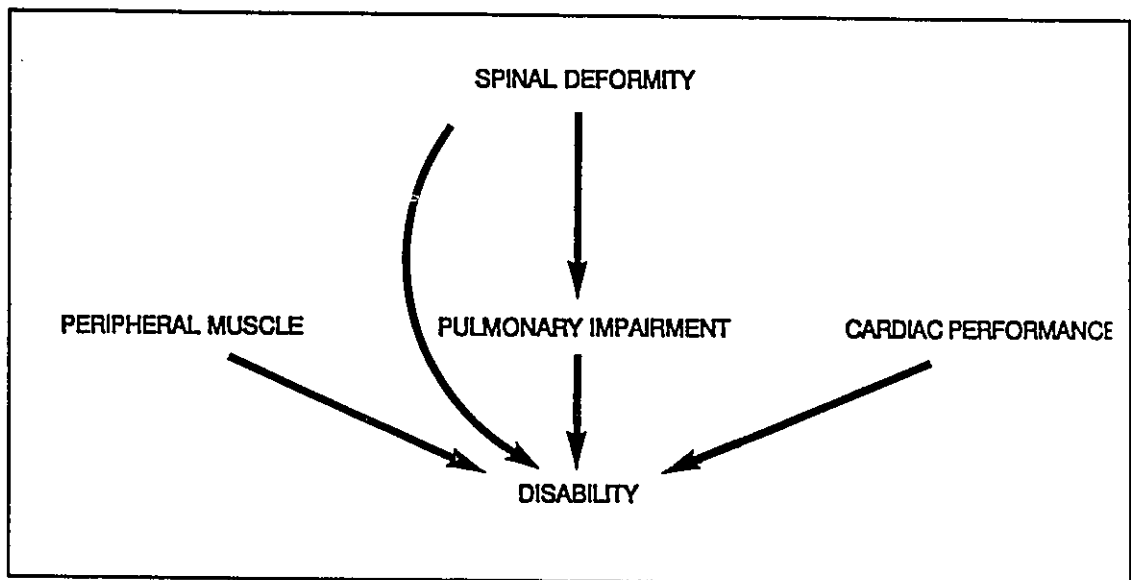 SPINAL DEFORMITY
PERIPHERAL MUSCLE PULMONARY IMPAIRMENT CARDIAC PERFORMANCE
DISABILITY